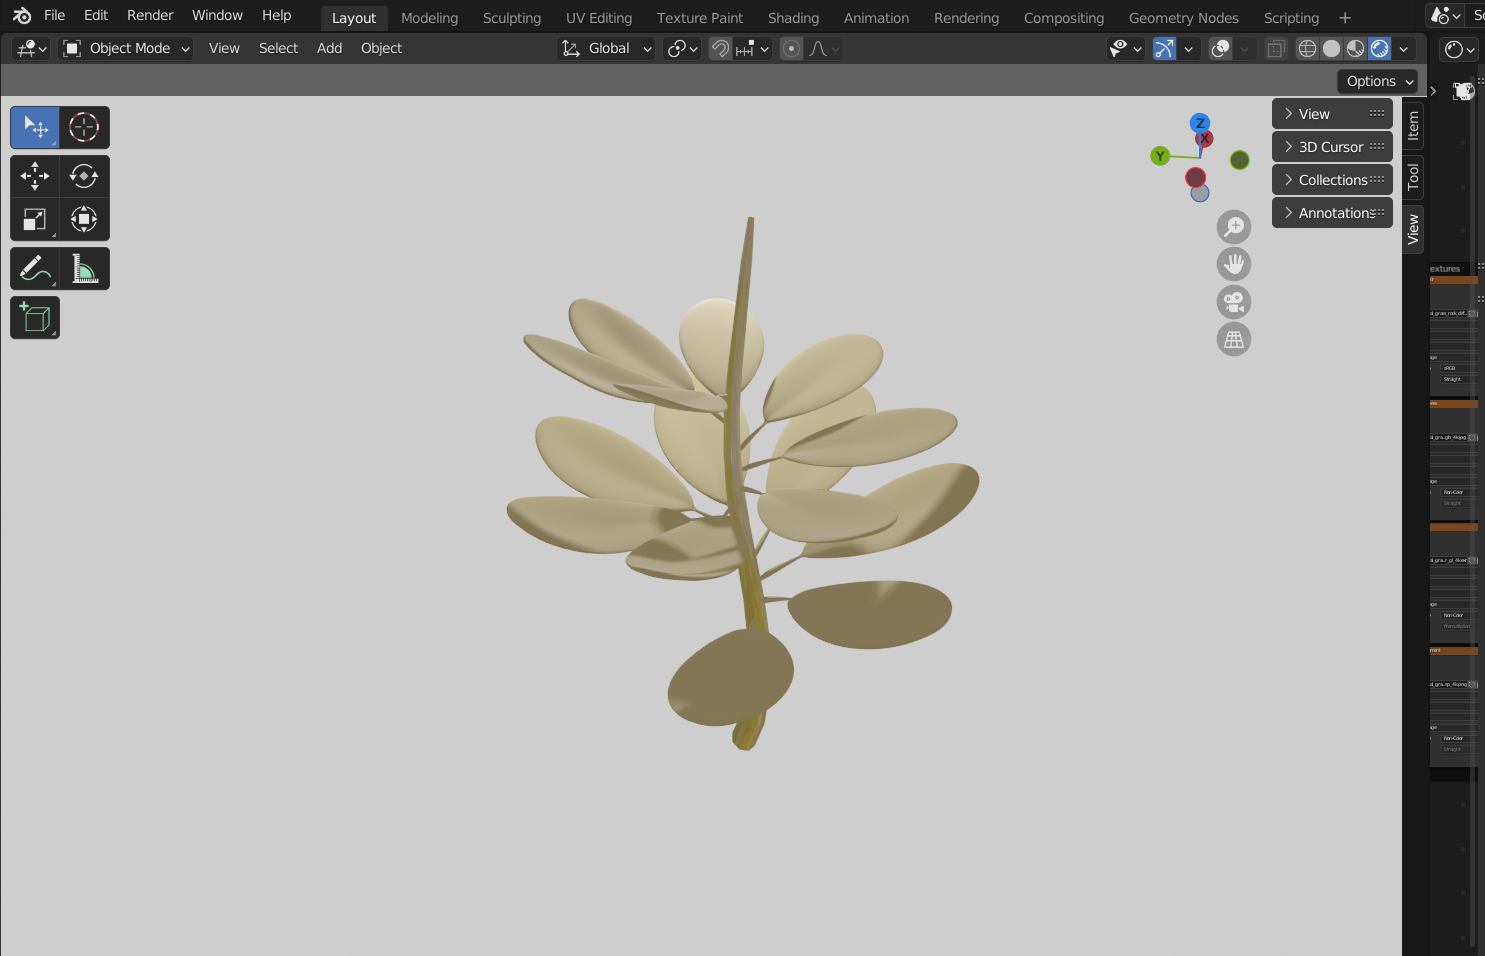 File Edit Render Window Help Layout Modeling Sculpting UV Editing Texture Paint Shading Animation Rendering Compositing Geometry Nodes Scripting +
Object Mode View Select Add Object Global
Options
View
3D Cursor
Collections
Annotations
Item
Tool
View
Z
X
Y
extures
sRGB
Straight
Non-Color
Straight
Non-Color
Premultiplied
Non-Color
Straight